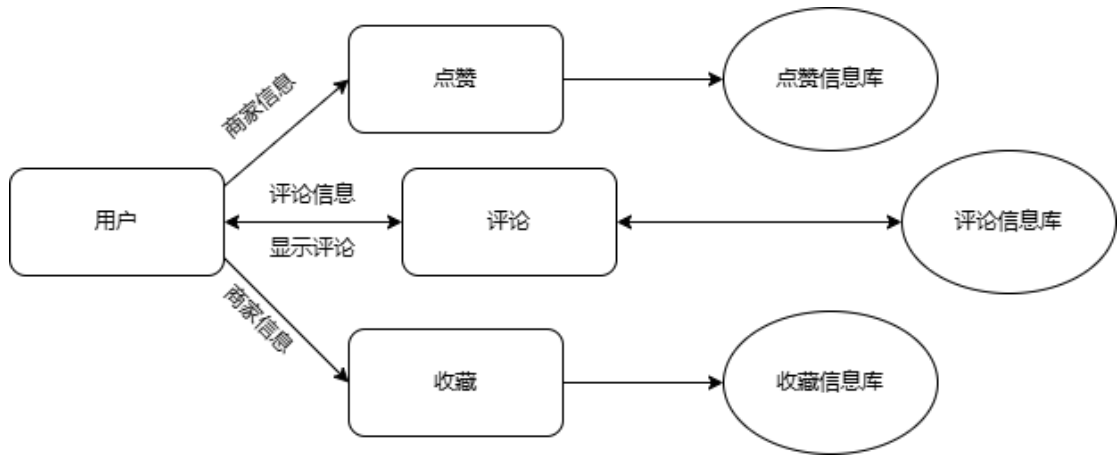 商家信息
点赞
点赞信息库
用户
评论信息
显示评论
评论
评论信息库
商家信息
收藏
收藏信息库